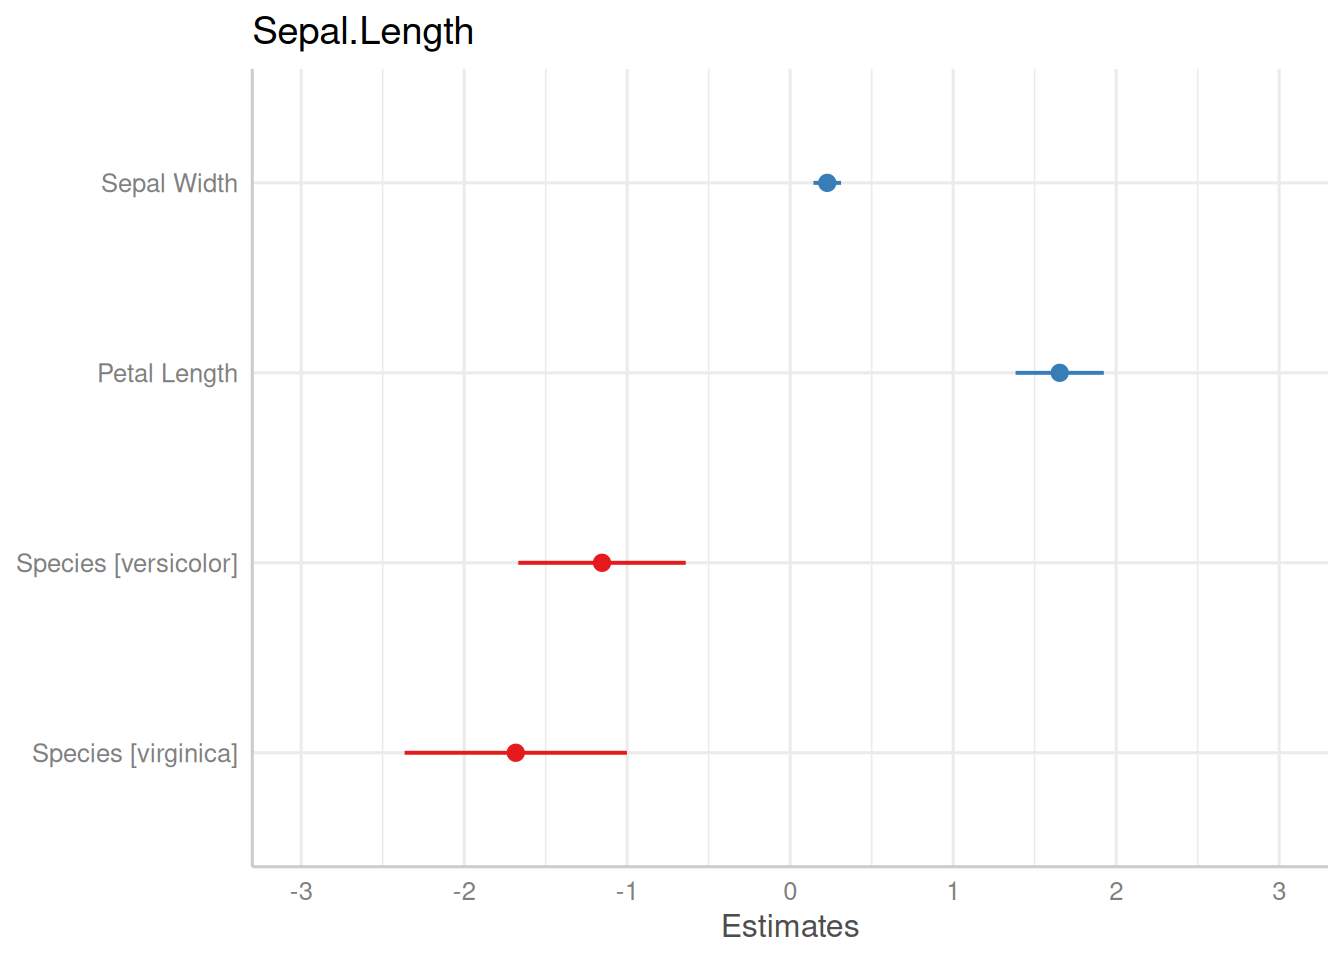 Sepal.Length
Sepal Width
Petal Length
Species [versicolor]
Species [virginica]
-3 -2 -1 0 1 2 3
Estimates